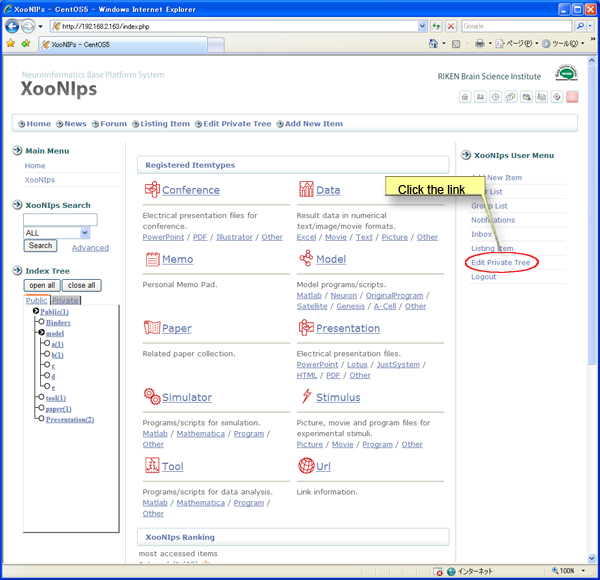 XooNIPs - CentOS5 - Windows Internet Explorer
http://192.168.2.163/index.php
Google
XooNIPs - CentOS5
ページ(P)
ツール(O)
Neuroinformatics Base Platform System
XooNIps
RIKEN Brain Science Institute
Home
News
Forum
Listing Item
Edit Private Tree
Add New Item
Main Menu
Home
XooNIPs
XooNIPs Search
ALL
Search
Advanced
Index Tree
open all
close all
Public
Private
Public(1)
Binders
model
a(1)
b(1)
c
d
e
tool(1)
paper(1)
Presentation(2)
Registered Itemtypes
Conference
Electrical presentation files for
conference.
PowerPoint / PDF / Illustrator / Other
Data
Result data in numerical
text/image/movie formats.
Excel / Movie / Text / Picture / Other
Memo
Personal Memo Pad.
Model
Model programs/scripts.
Matlab / Neuron / OriginalProgram /
Satellite / Genesis / A-Cell / Other
Paper
Related paper collection.
Presentation
Electrical presentation files.
PowerPoint / Lotus / JustSystem /
HTML / PDF / Other
Simulator
Programs/scripts for simulation.
Matlab / Mathematica / Program /
Other
Stimulus
Picture, movie and program files for
experimental stimuli.
Picture / Movie / Program / Other
Tool
Programs/scripts for data analysis.
Matlab / Mathematica / Program /
Other
Url
Link information.
XooNIPs Ranking
most accessed items
XooNIPs User Menu
Add New Item
List
Group List
Notifications
Inbox
Listing Item
Edit Private Tree
Logout
Click the link
インターネット
100%